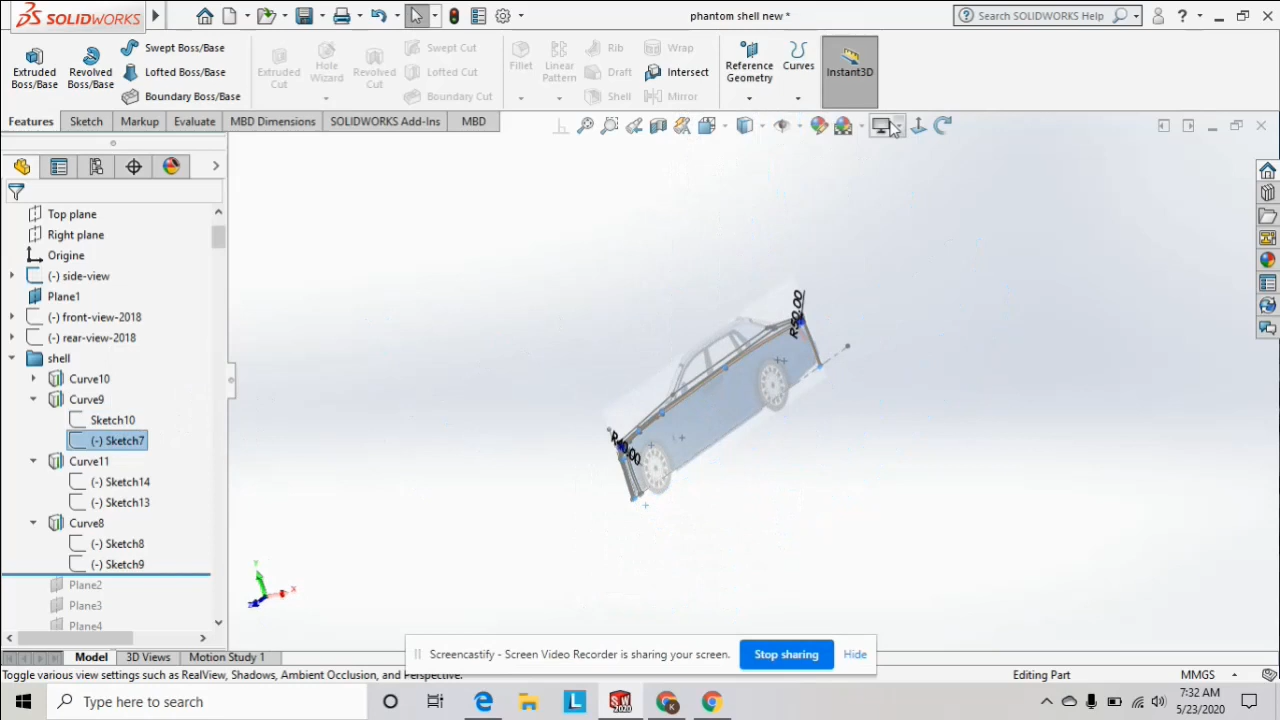 SOLIDWORKS
phantom shell new *
Search SOLIDWORKS Help
Extruded Boss/Base
Revolved Boss/Base
Swept Boss/Base
Lofted Boss/Base
Boundary Boss/Base
Extruded Cut
Hole Wizard
Revolved Cut
Swept Cut
Lofted Cut
Boundary Cut
Fillet
Linear Pattern
Rib
Draft
Shell
Wrap
Intersect
Mirror
Reference Geometry
Curves
Instant3D
Features
Sketch
Markup
Evaluate
MBD Dimensions
SOLIDWORKS Add-Ins
MBD
Top plane
Right plane
Origine
(-) side-view
Plane1
(-) front-view-2018
(-) rear-view-2018
shell
Curve10
Curve9
Sketch10
(-) Sketch7
Curve11
(-) Sketch14
(-) Sketch13
Curve8
(-) Sketch8
(-) Sketch9
Plane2
Plane3
Plane4
R50.00
Y
X
Z
Screencastify - Screen Video Recorder is sharing your screen.
Stop sharing
Hide
Model
3D Views
Motion Study 1
Toggle various view settings such as RealView, Shadows, Ambient Occlusion, and Perspective.
Editing Part
MMGS
Type here to search
7:32 AM
5/23/2020